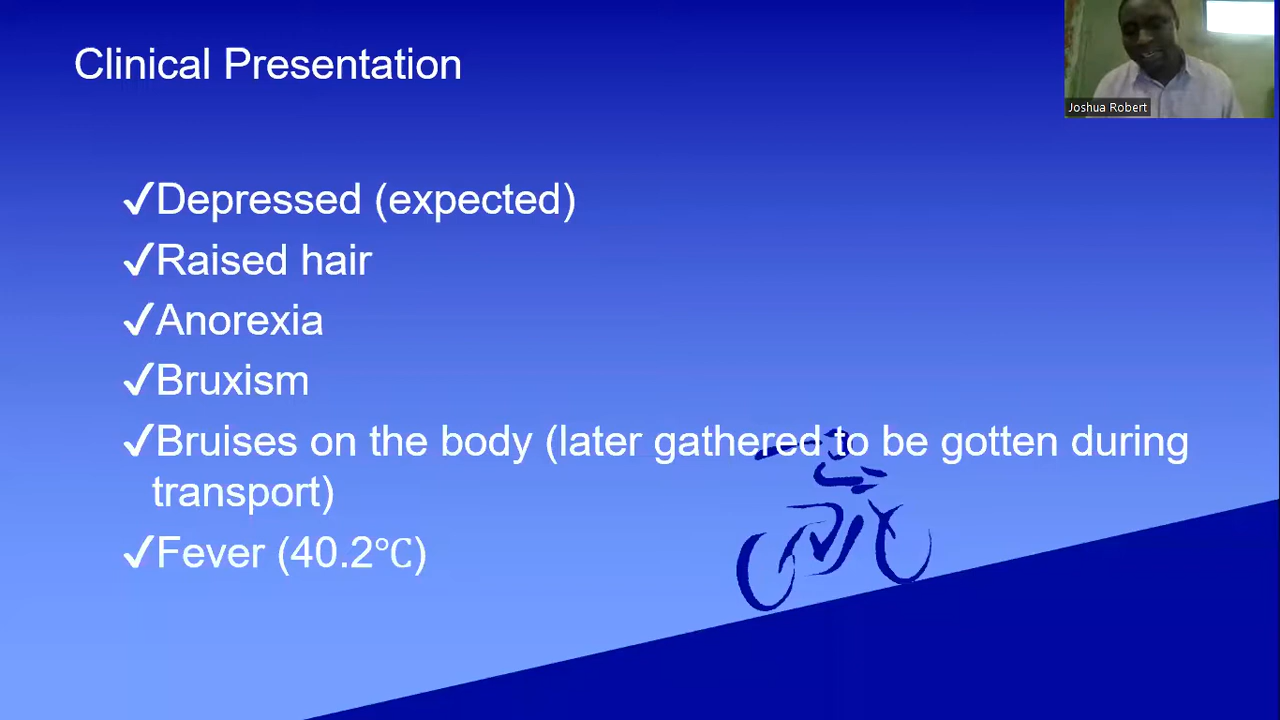 Clinical Presentation
Joshua Robert
✓Depressed (expected)
✓Raised hair
✓Anorexia
✓Bruxism
✓Bruises on the body (later gathered to be gotten during
transport)
✓Fever (40.2℃)